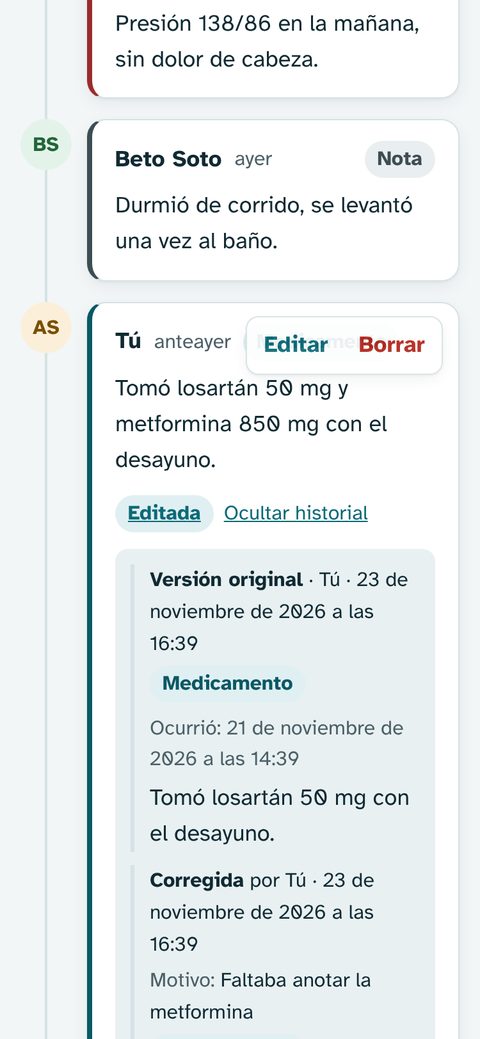 Presión 138/86 en la mañana,
sin dolor de cabeza.
BS
Beto Soto ayer
Nota
Durmió de corrido, se levantó
una vez al baño.
AS
Tú anteayer
Editar Borrar
Tomó losartán 50 mg y
metformina 850 mg con el
desayuno.
Editada Ocultar historial
Versión original · Tú · 23 de
noviembre de 2026 a las
16:39
Medicamento
Ocurrió: 21 de noviembre de
2026 a las 14:39
Tomó losartán 50 mg con
el desayuno.
Corregida por Tú · 23 de
noviembre de 2026 a las
16:39
Motivo: Faltaba anotar la
metformina